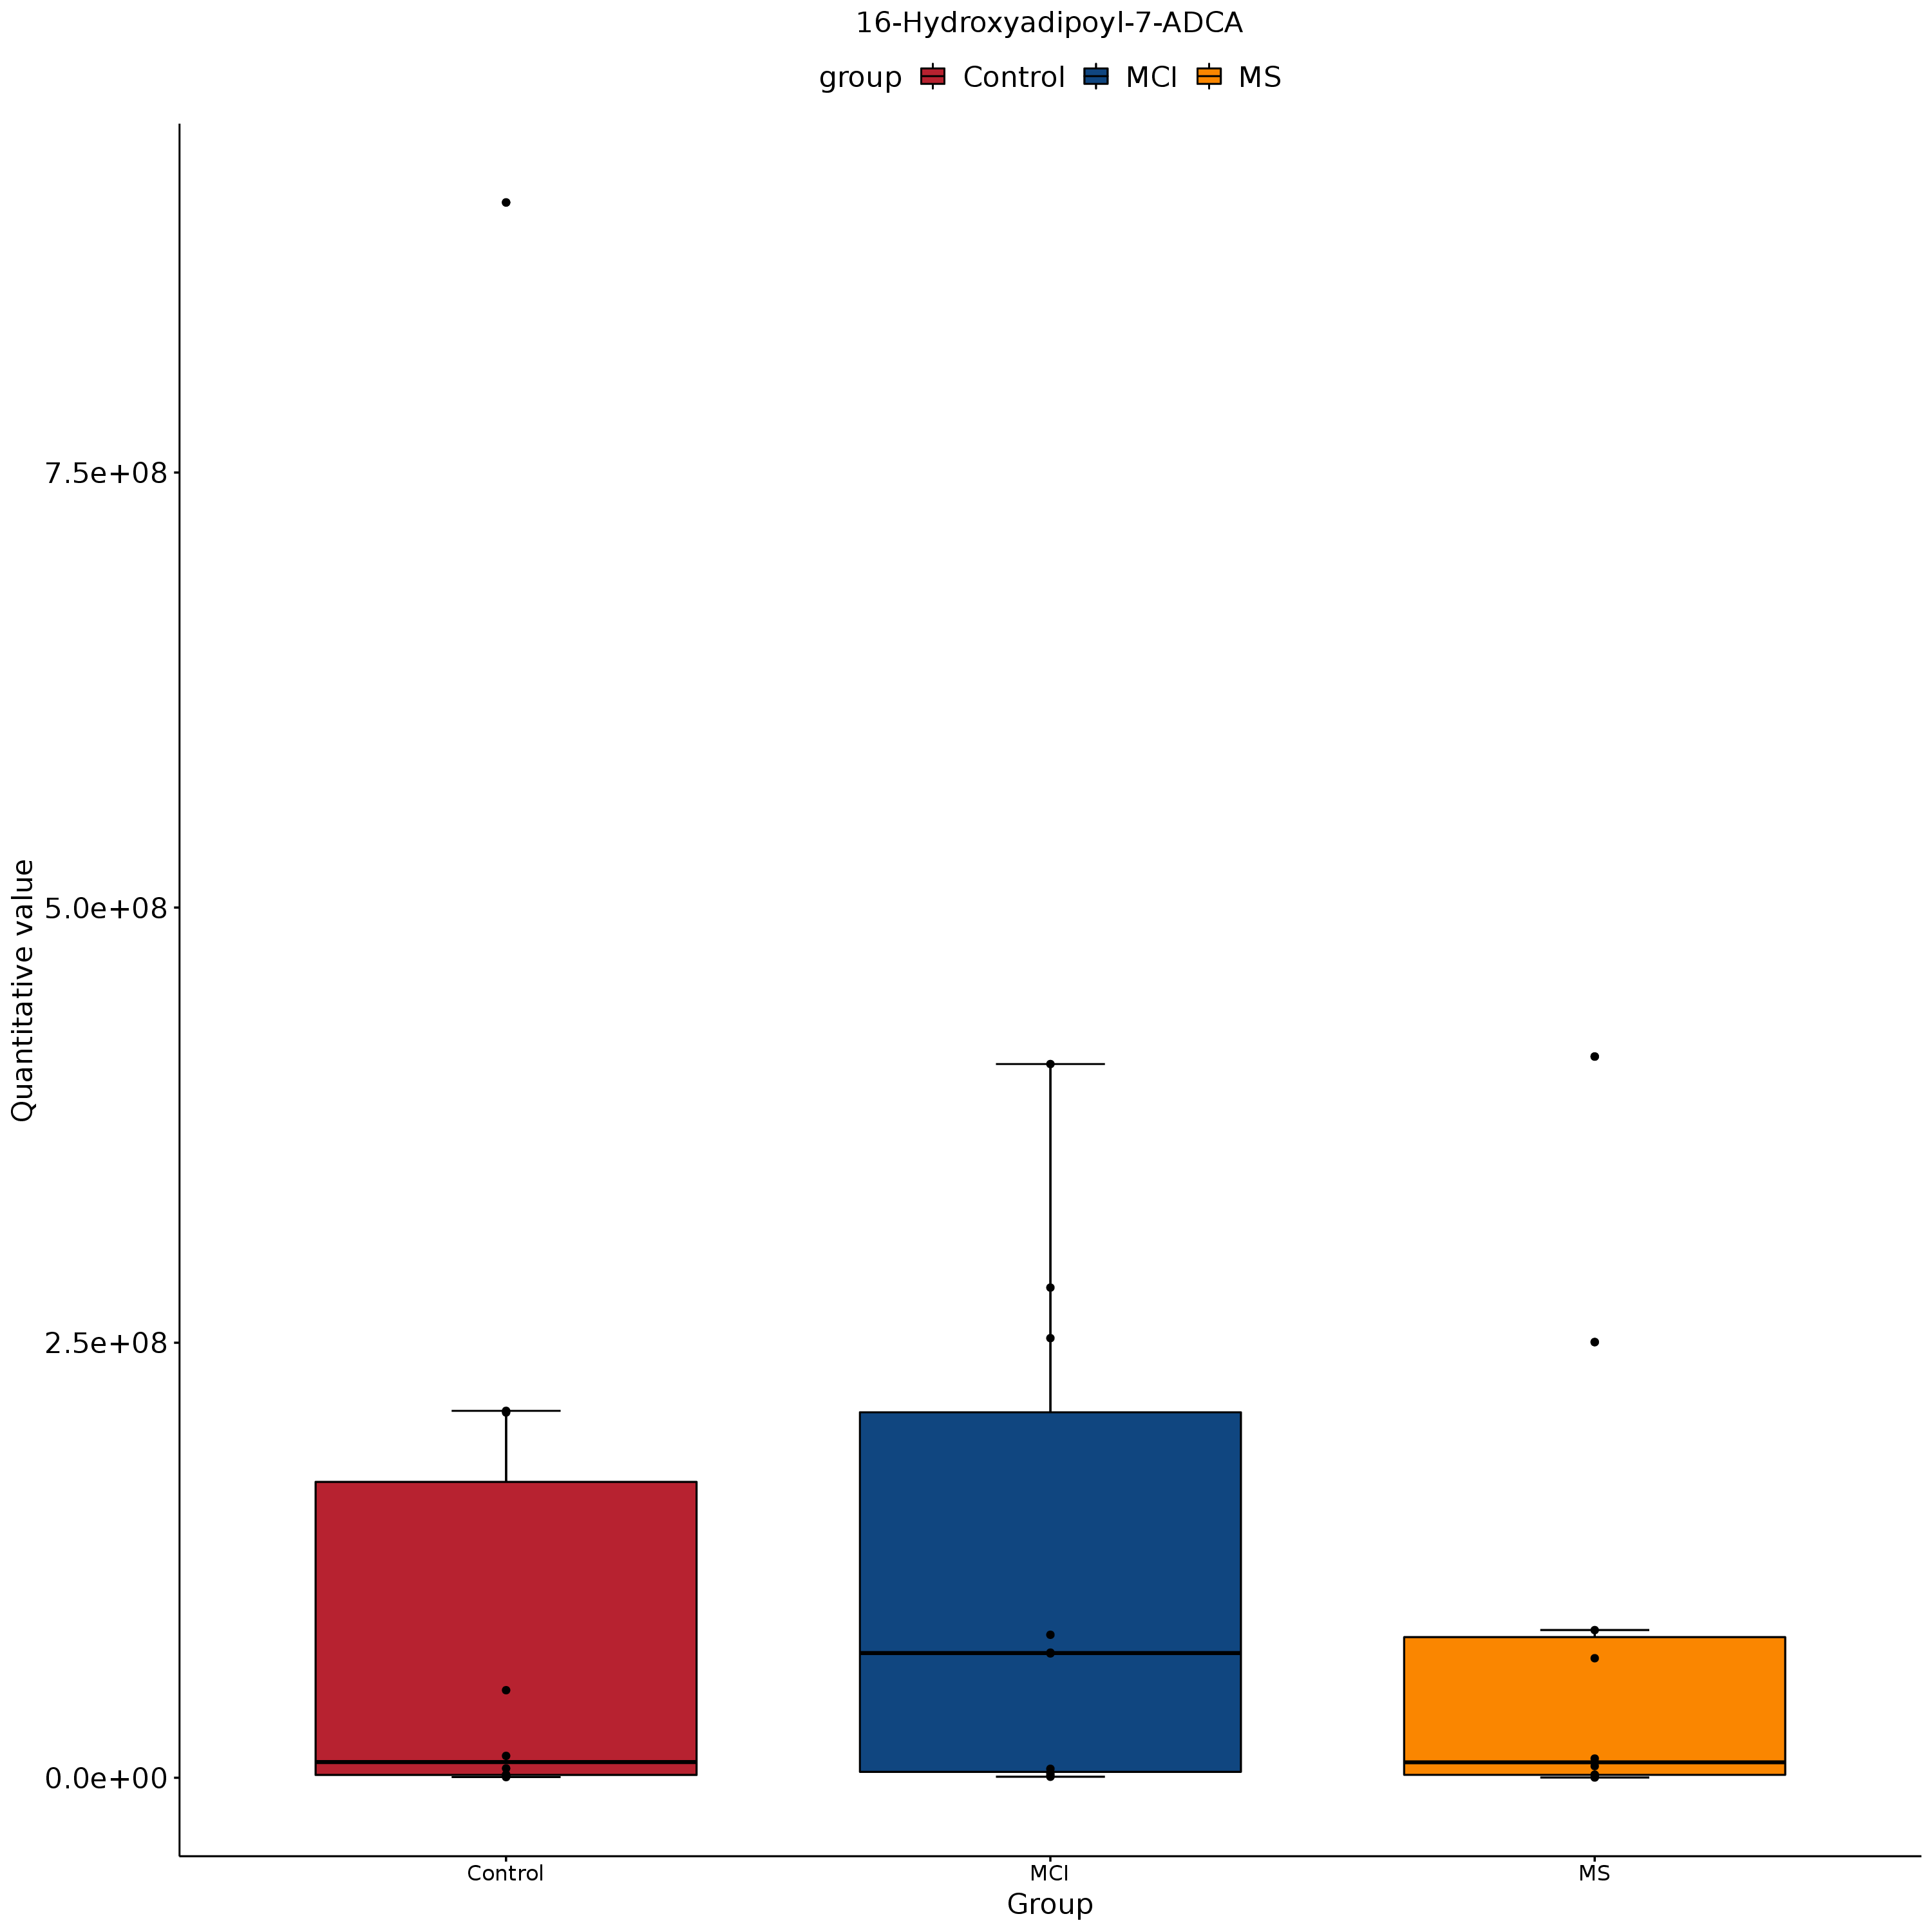 16-Hydroxyadipoyl-7-ADCA
group Control MCI MS
Quantitative value
7.5e+08
5.0e+08
2.5e+08
0.0e+00
Control MCI MS
Group